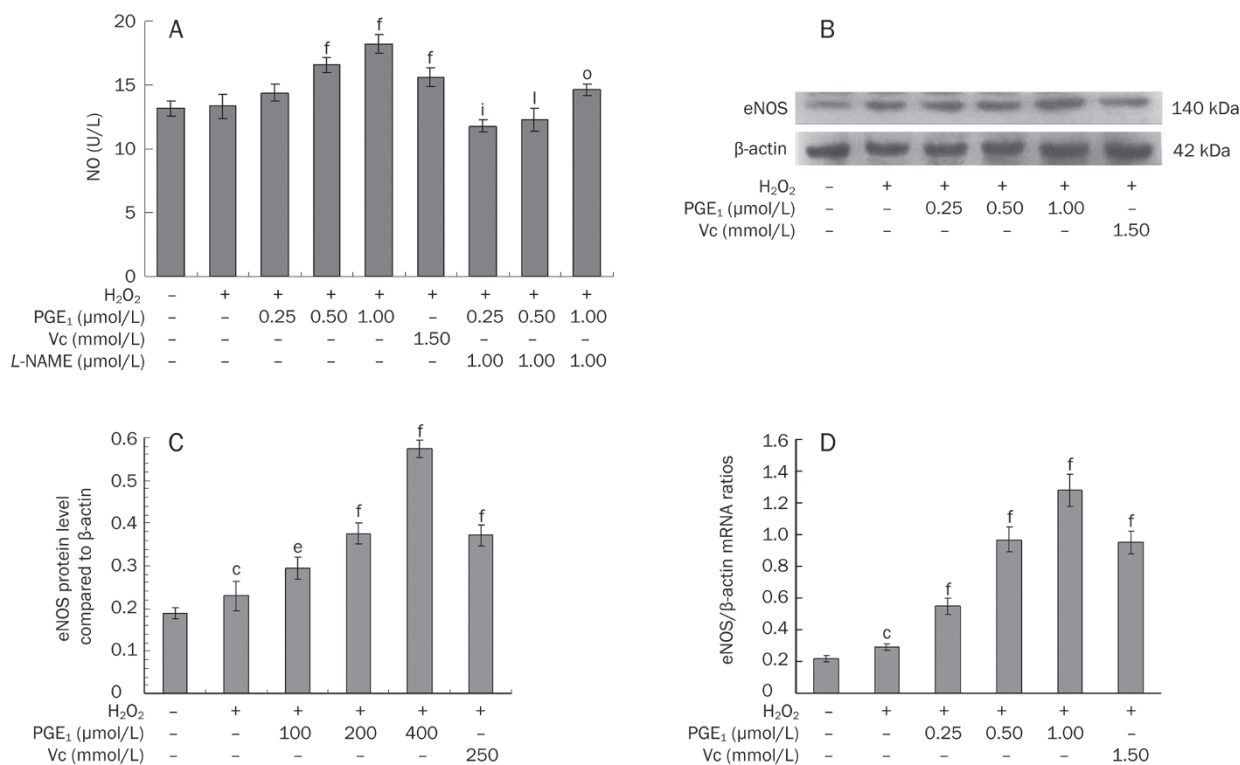 A
NO (U/L)
20
15
10
5
0
f
f
f
i
l
o
H₂O₂ – + + + + + + + +
PGE₁ (μmol/L) – – 0.25 0.50 1.00 – 0.25 0.50 1.00
Vc (mmol/L) – – – – – 1.50 – – –
L-NAME (μmol/L) – – – – – – 1.00 1.00 1.00
B
eNOS 140 kDa
β-actin 42 kDa
H₂O₂ – + + + + +
PGE₁ (μmol/L) – – 0.25 0.50 1.00 –
Vc (mmol/L) – – – – – 1.50
C
eNOS protein level
compared to β-actin
0.6
0.5
0.4
0.3
0.2
0.1
0
c
e
f
f
f
H₂O₂ – + + + + +
PGE₁ (μmol/L) – – 100 200 400 –
Vc (mmol/L) – – – – – 250
D
eNOS/β-actin mRNA ratios
1.6
1.4
1.2
1.0
0.8
0.6
0.4
0.2
0
c
f
f
f
f
H₂O₂ – + + + + +
PGE₁ (μmol/L) – – 0.25 0.50 1.00 –
Vc (mmol/L) – – – – – 1.50